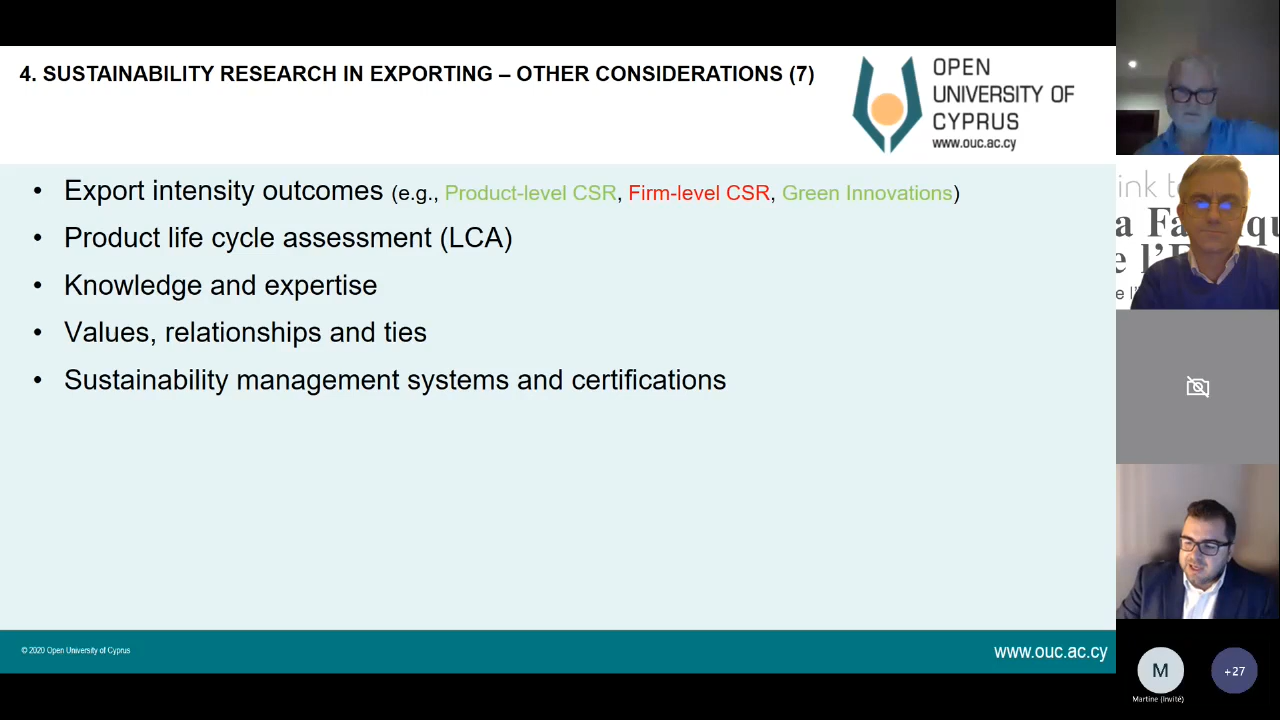 4. SUSTAINABILITY RESEARCH IN EXPORTING – OTHER CONSIDERATIONS (7)
OPEN
UNIVERSITY OF
CYPRUS
www.ouc.ac.cy
• Export intensity outcomes (e.g., Product-level CSR, Firm-level CSR, Green Innovations)
• Product life cycle assessment (LCA)
• Knowledge and expertise
• Values, relationships and ties
• Sustainability management systems and certifications
© 2020 Open University of Cyprus
www.ouc.ac.cy
M
+27
Martine (Invité)